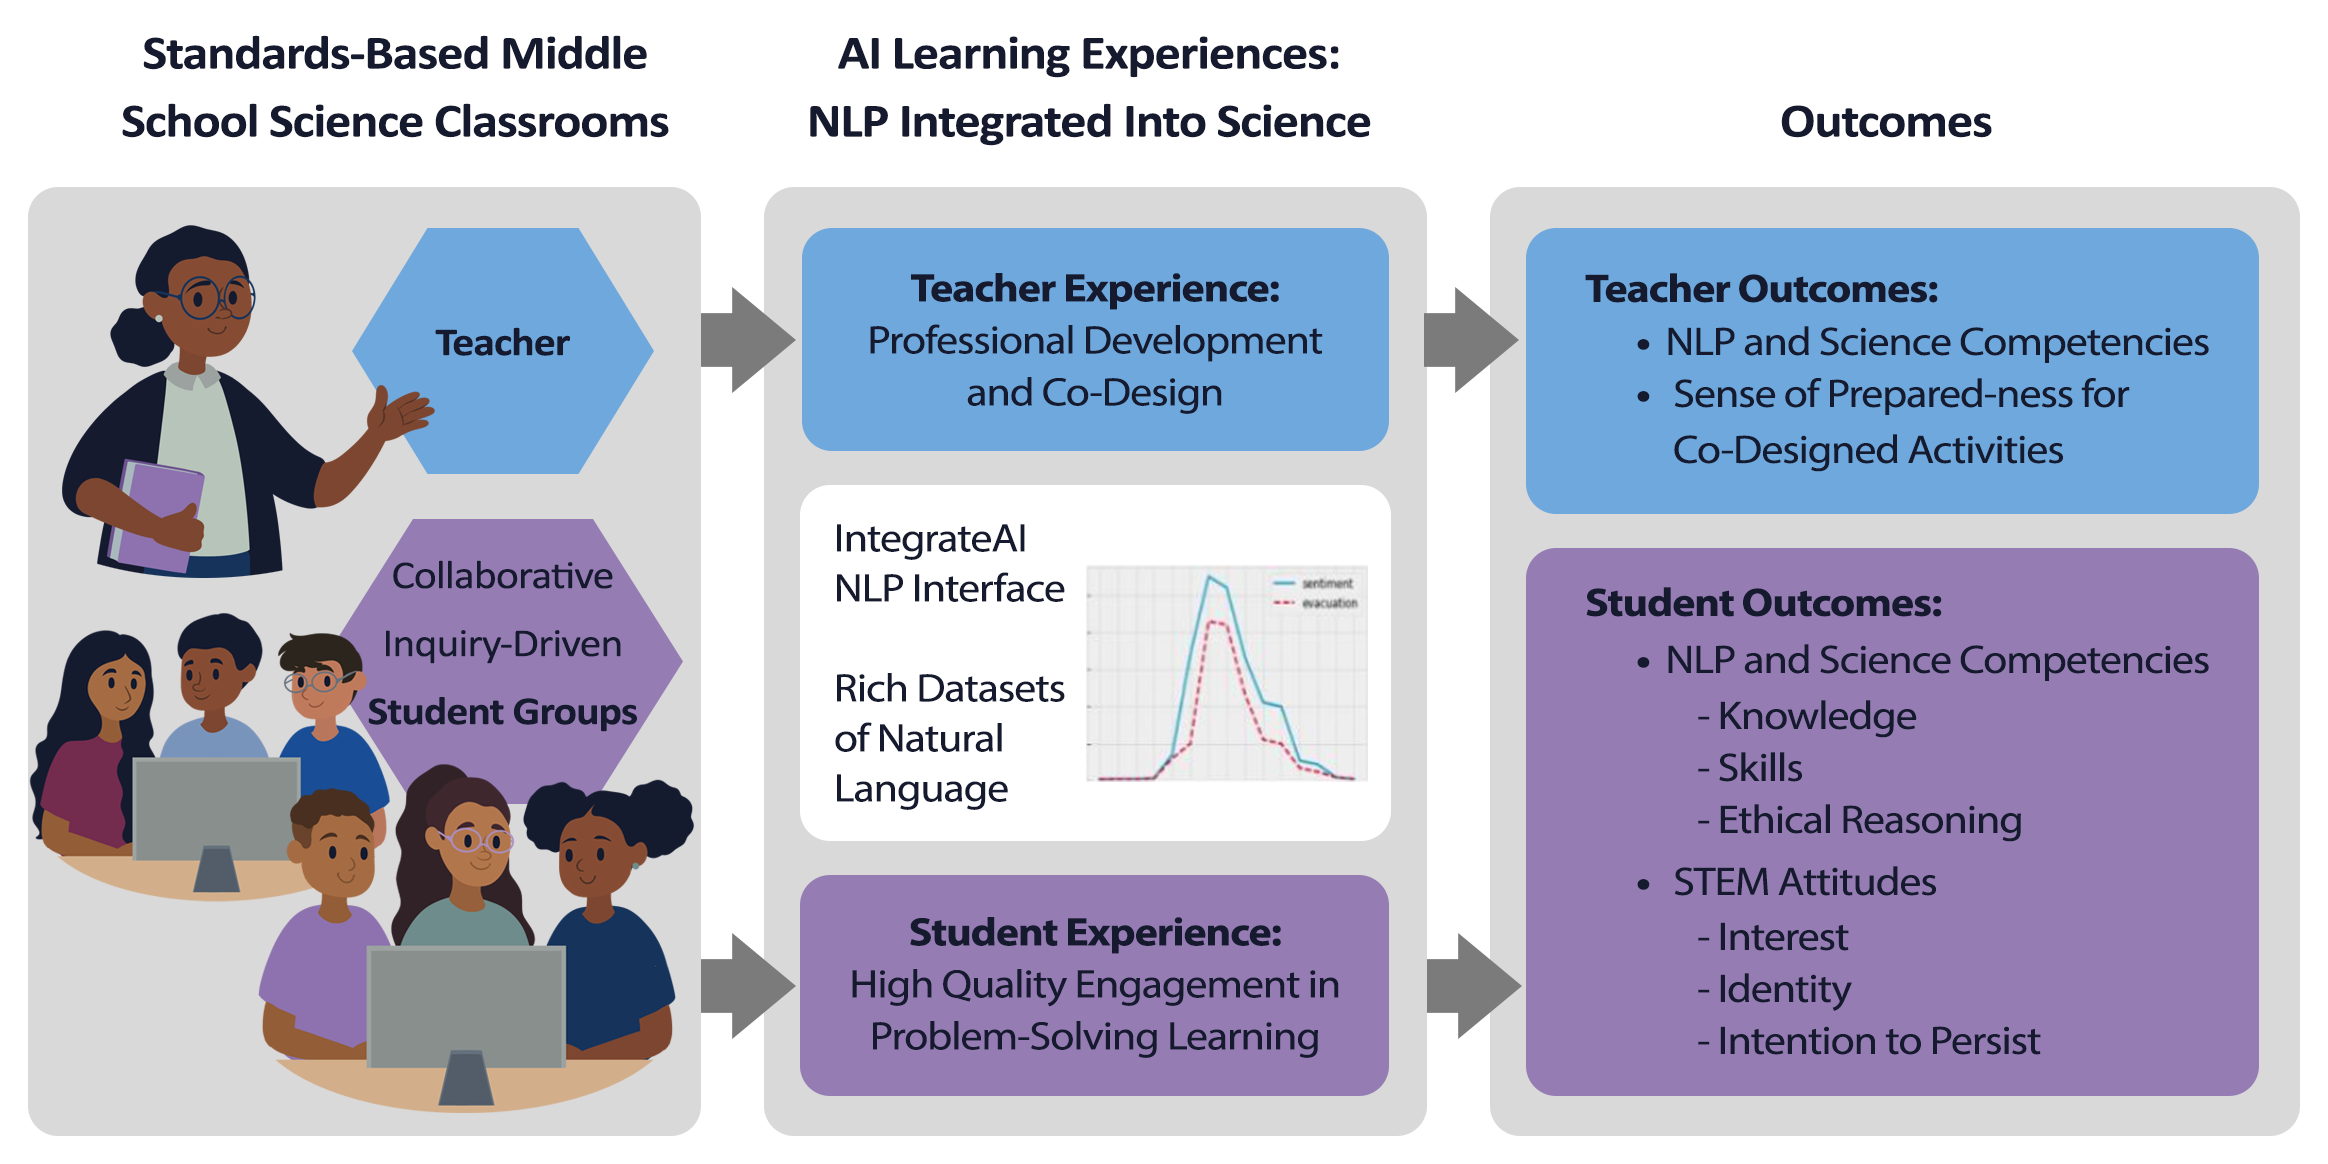 Standards-Based Middle
School Science Classrooms
Teacher
Collaborative
Inquiry-Driven
Student Groups
AI Learning Experiences:
NLP Integrated Into Science
Teacher Experience:
Professional Development
and Co-Design
IntegrateAI
NLP Interface
Rich Datasets
of Natural
Language
sentiment
evacuation
Student Experience:
High Quality Engagement in
Problem-Solving Learning
Outcomes
Teacher Outcomes:
• NLP and Science Competencies
• Sense of Prepared-ness for
Co-Designed Activities
Student Outcomes:
• NLP and Science Competencies
- Knowledge
- Skills
- Ethical Reasoning
• STEM Attitudes
- Interest
- Identity
- Intention to Persist